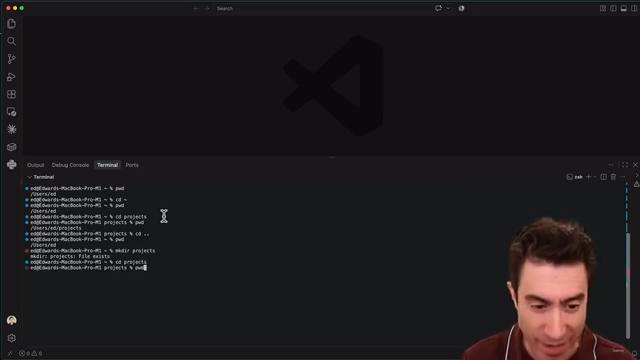 Search
Output Debug Console Terminal Ports
Terminal
zsh
ed@Edwards-MacBook-Pro-M1 ~ % pwd
/Users/ed
ed@Edwards-MacBook-Pro-M1 ~ % cd ~
ed@Edwards-MacBook-Pro-M1 ~ % pwd
/Users/ed
ed@Edwards-MacBook-Pro-M1 ~ % cd projects
ed@Edwards-MacBook-Pro-M1 projects % pwd
/Users/ed/projects
ed@Edwards-MacBook-Pro-M1 projects % cd ..
ed@Edwards-MacBook-Pro-M1 ~ % pwd
/Users/ed
ed@Edwards-MacBook-Pro-M1 ~ % mkdir projects
mkdir: projects: File exists
ed@Edwards-MacBook-Pro-M1 ~ % cd projects
ed@Edwards-MacBook-Pro-M1 projects % pwd
0 0